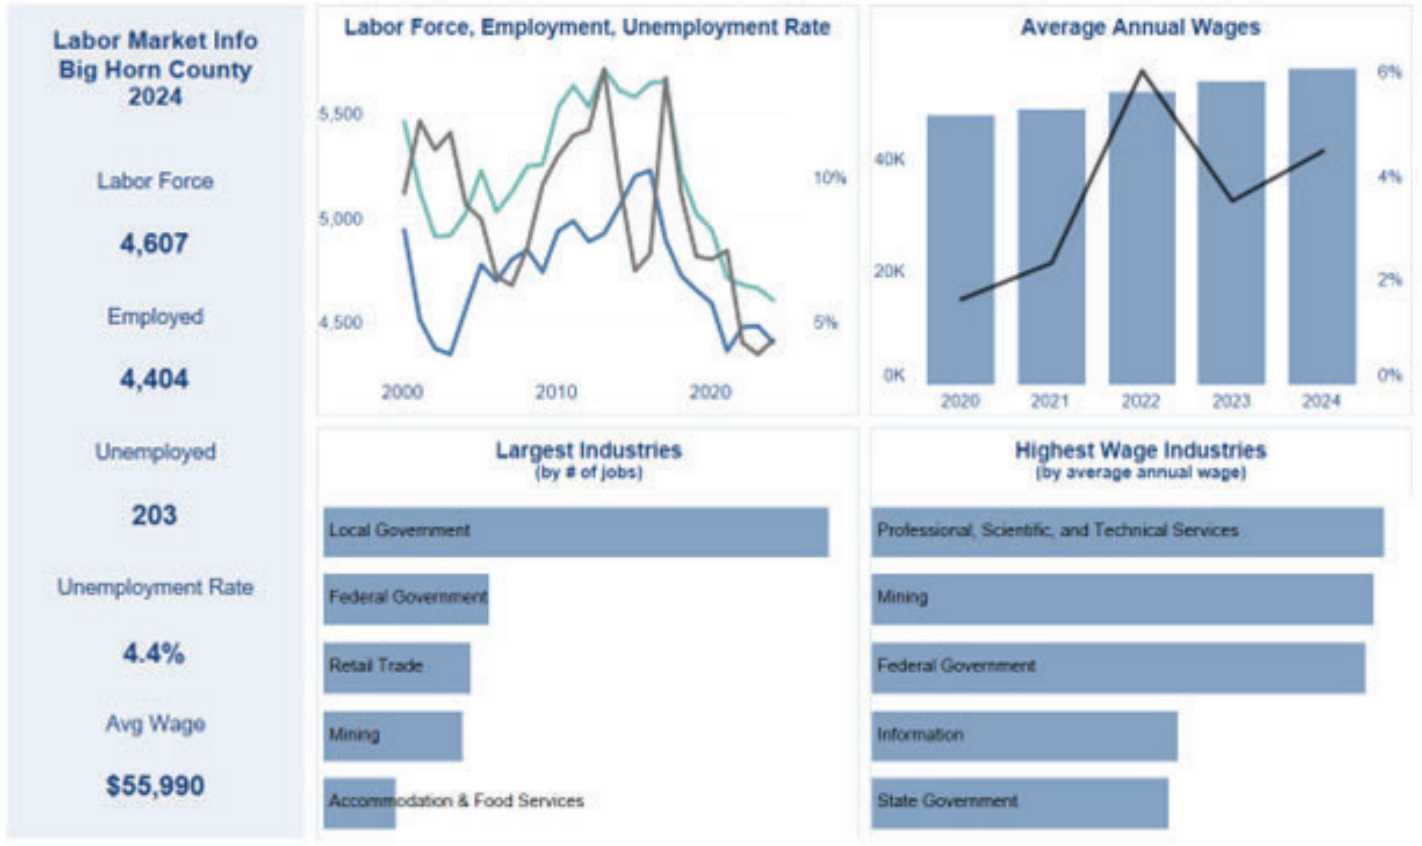 Labor Market Info
Big Horn County
2024
Labor Force
4,607
Employed
4,404
Unemployed
203
Unemployment Rate
4.4%
Avg Wage
$55,990
Labor Force, Employment, Unemployment Rate
5,500
5,000
4,500
10%
5%
2000
2010
2020
Average Annual Wages
40K
20K
0K
6%
4%
2%
0%
2020
2021
2022
2023
2024
Largest Industries
(by # of jobs)
Local Government
Federal Government
Retail Trade
Mining
Accommodation & Food Services
Highest Wage Industries
(by average annual wage)
Professional, Scientific, and Technical Services
Mining
Federal Government
Information
State Government